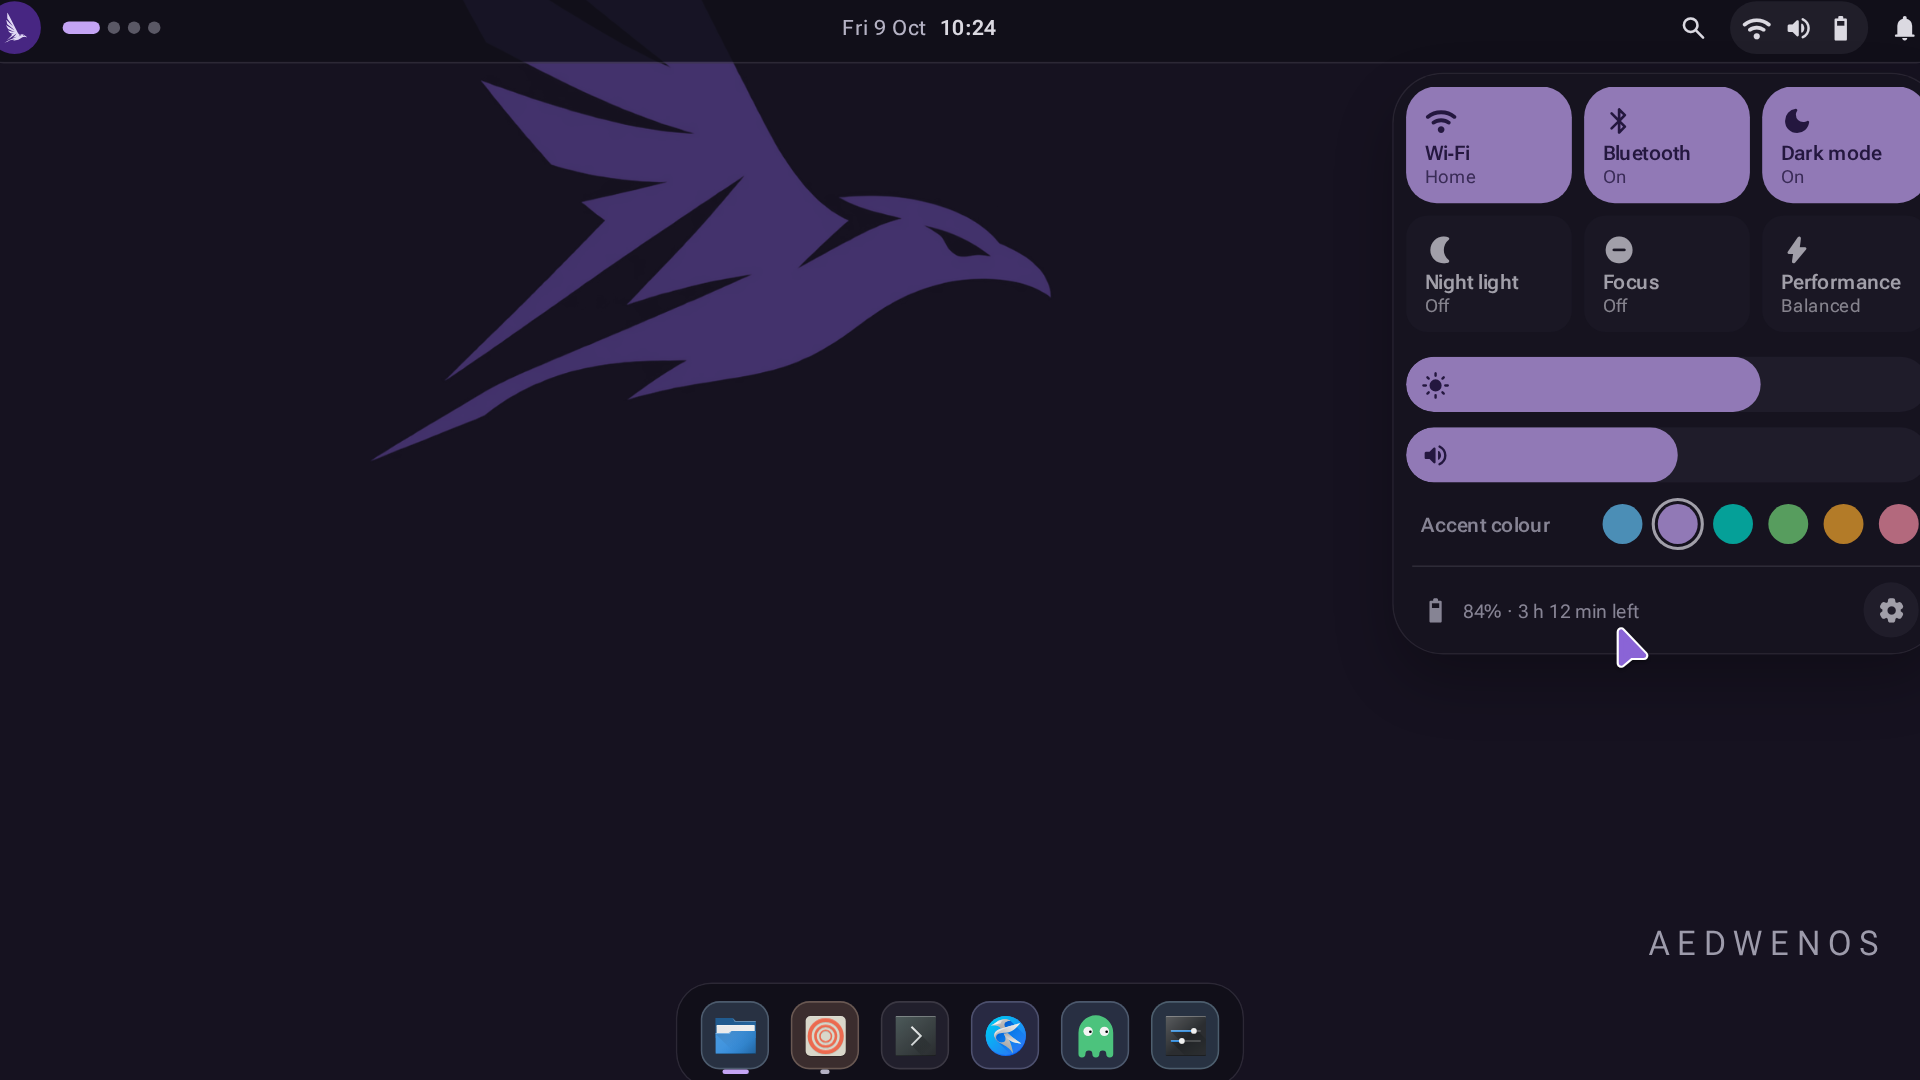 Fri 9 Oct 10:24
Wi-Fi
Home
Bluetooth
On
Dark mode
On
Night light
Off
Focus
Off
Performance
Balanced
Accent colour
84% · 3 h 12 min left
AEDWENOS